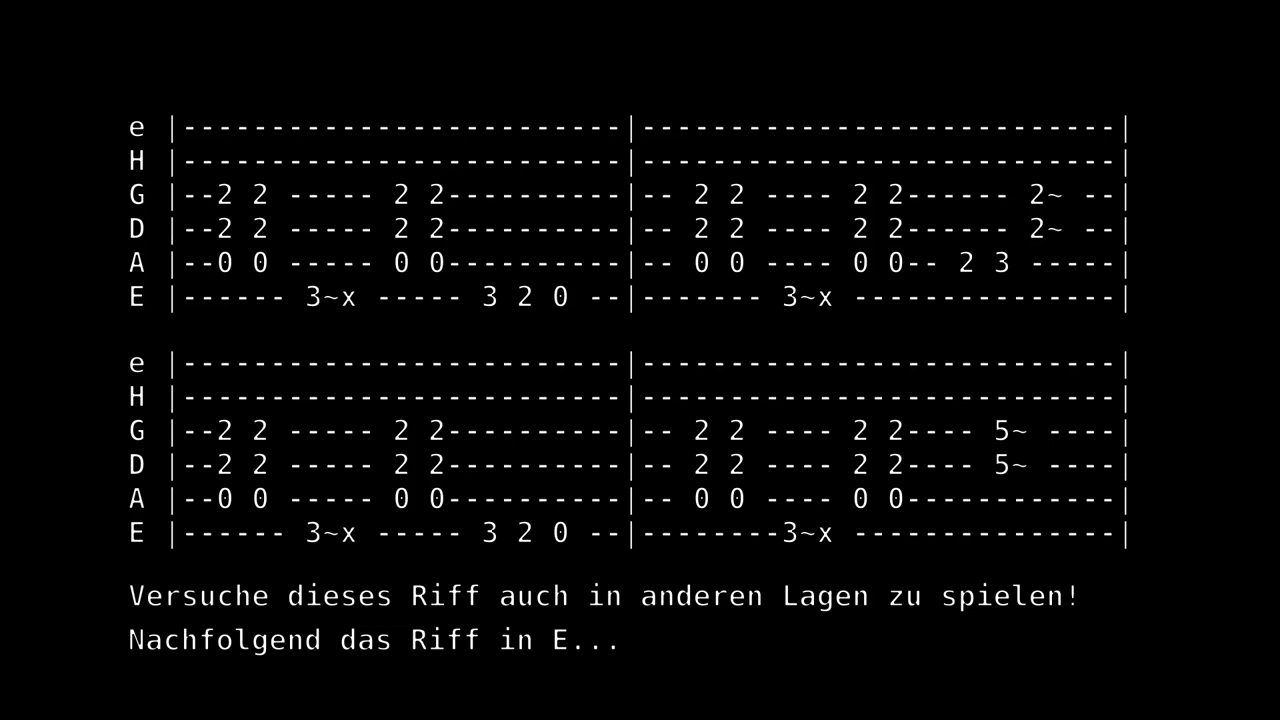 e |-------------------------|---------------------------|
H |-------------------------|---------------------------|
G |--2 2 ----- 2 2----------|-- 2 2 ---- 2 2------ 2~ --|
D |--2 2 ----- 2 2----------|-- 2 2 ---- 2 2------ 2~ --|
A |--0 0 ----- 0 0----------|-- 0 0 ---- 0 0-- 2 3 -----|
E |------ 3~x ----- 3 2 0 --|------- 3~x ---------------|
e |-------------------------|---------------------------|
H |-------------------------|---------------------------|
G |--2 2 ----- 2 2----------|-- 2 2 ---- 2 2---- 5~ ----|
D |--2 2 ----- 2 2----------|-- 2 2 ---- 2 2---- 5~ ----|
A |--0 0 ----- 0 0----------|-- 0 0 ---- 0 0------------|
E |------ 3~x ----- 3 2 0 --|--------3~x ---------------|
Versuche dieses Riff auch in anderen Lagen zu spielen!
Nachfolgend das Riff in E...